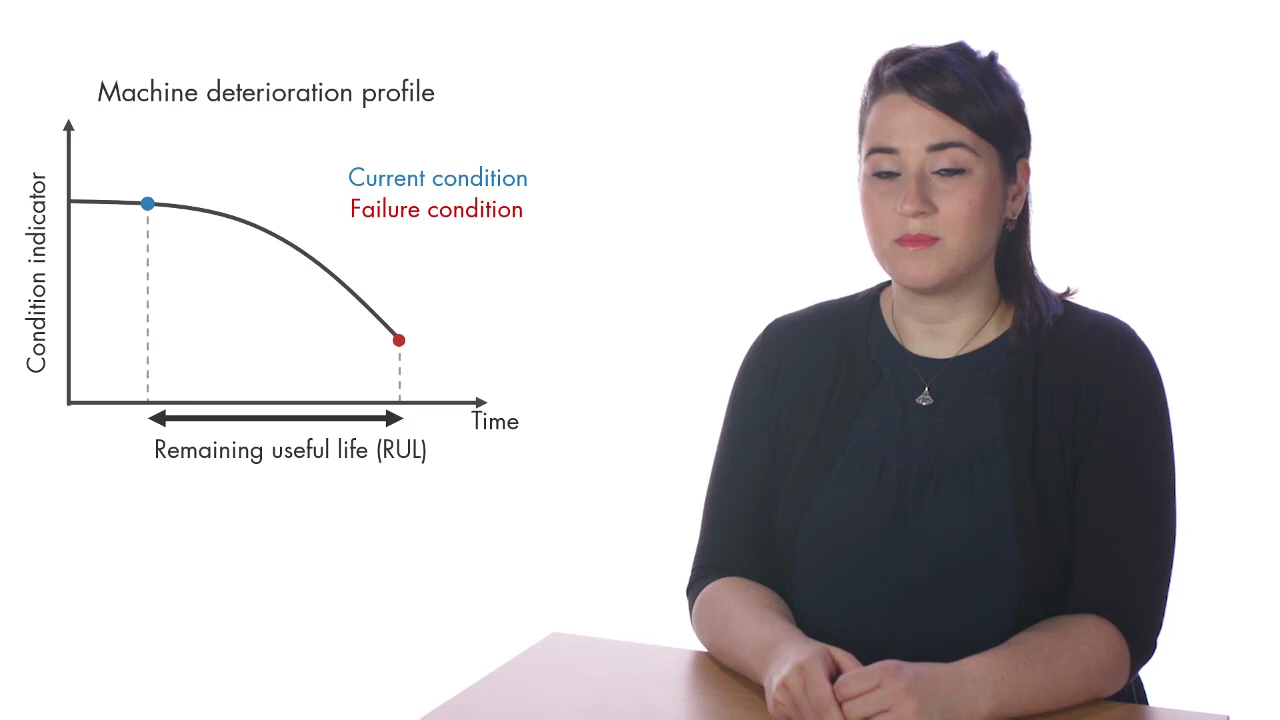 Machine deterioration profile
Current condition
Failure condition
Condition indicator
Time
Remaining useful life (RUL)